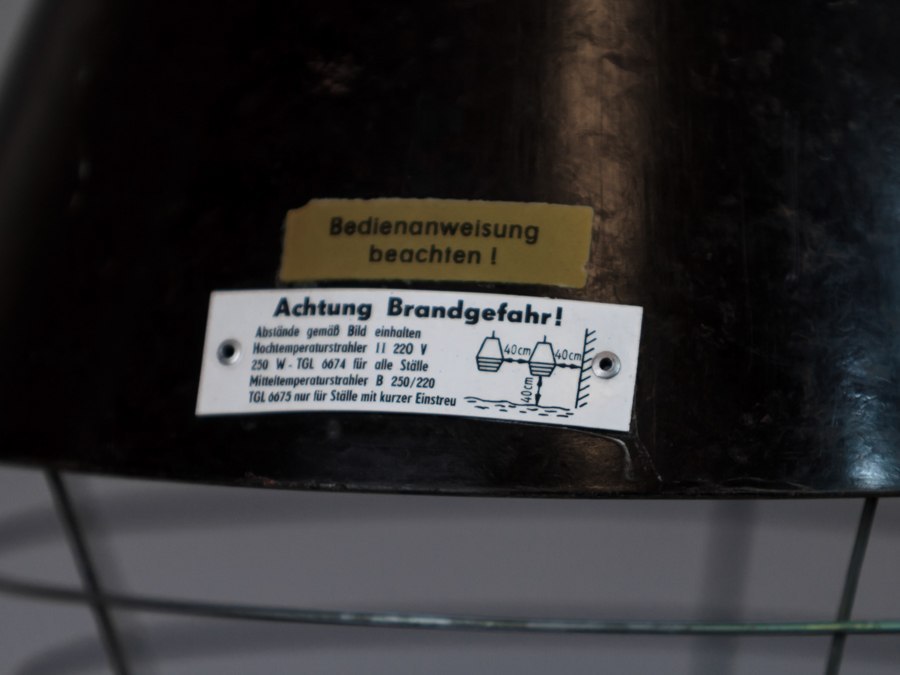 Bedienanweisung
beachten !
Achtung Brandgefahr!
Abstände gemäß Bild einhalten
Hochtemperaturstrahler II 220 V
250 W - TGL 6674 für alle Ställe
Mitteltemperaturstrahler B 250/220
TGL 6675 nur für Ställe mit kurzer Einstreu
40cm
40cm
40cm